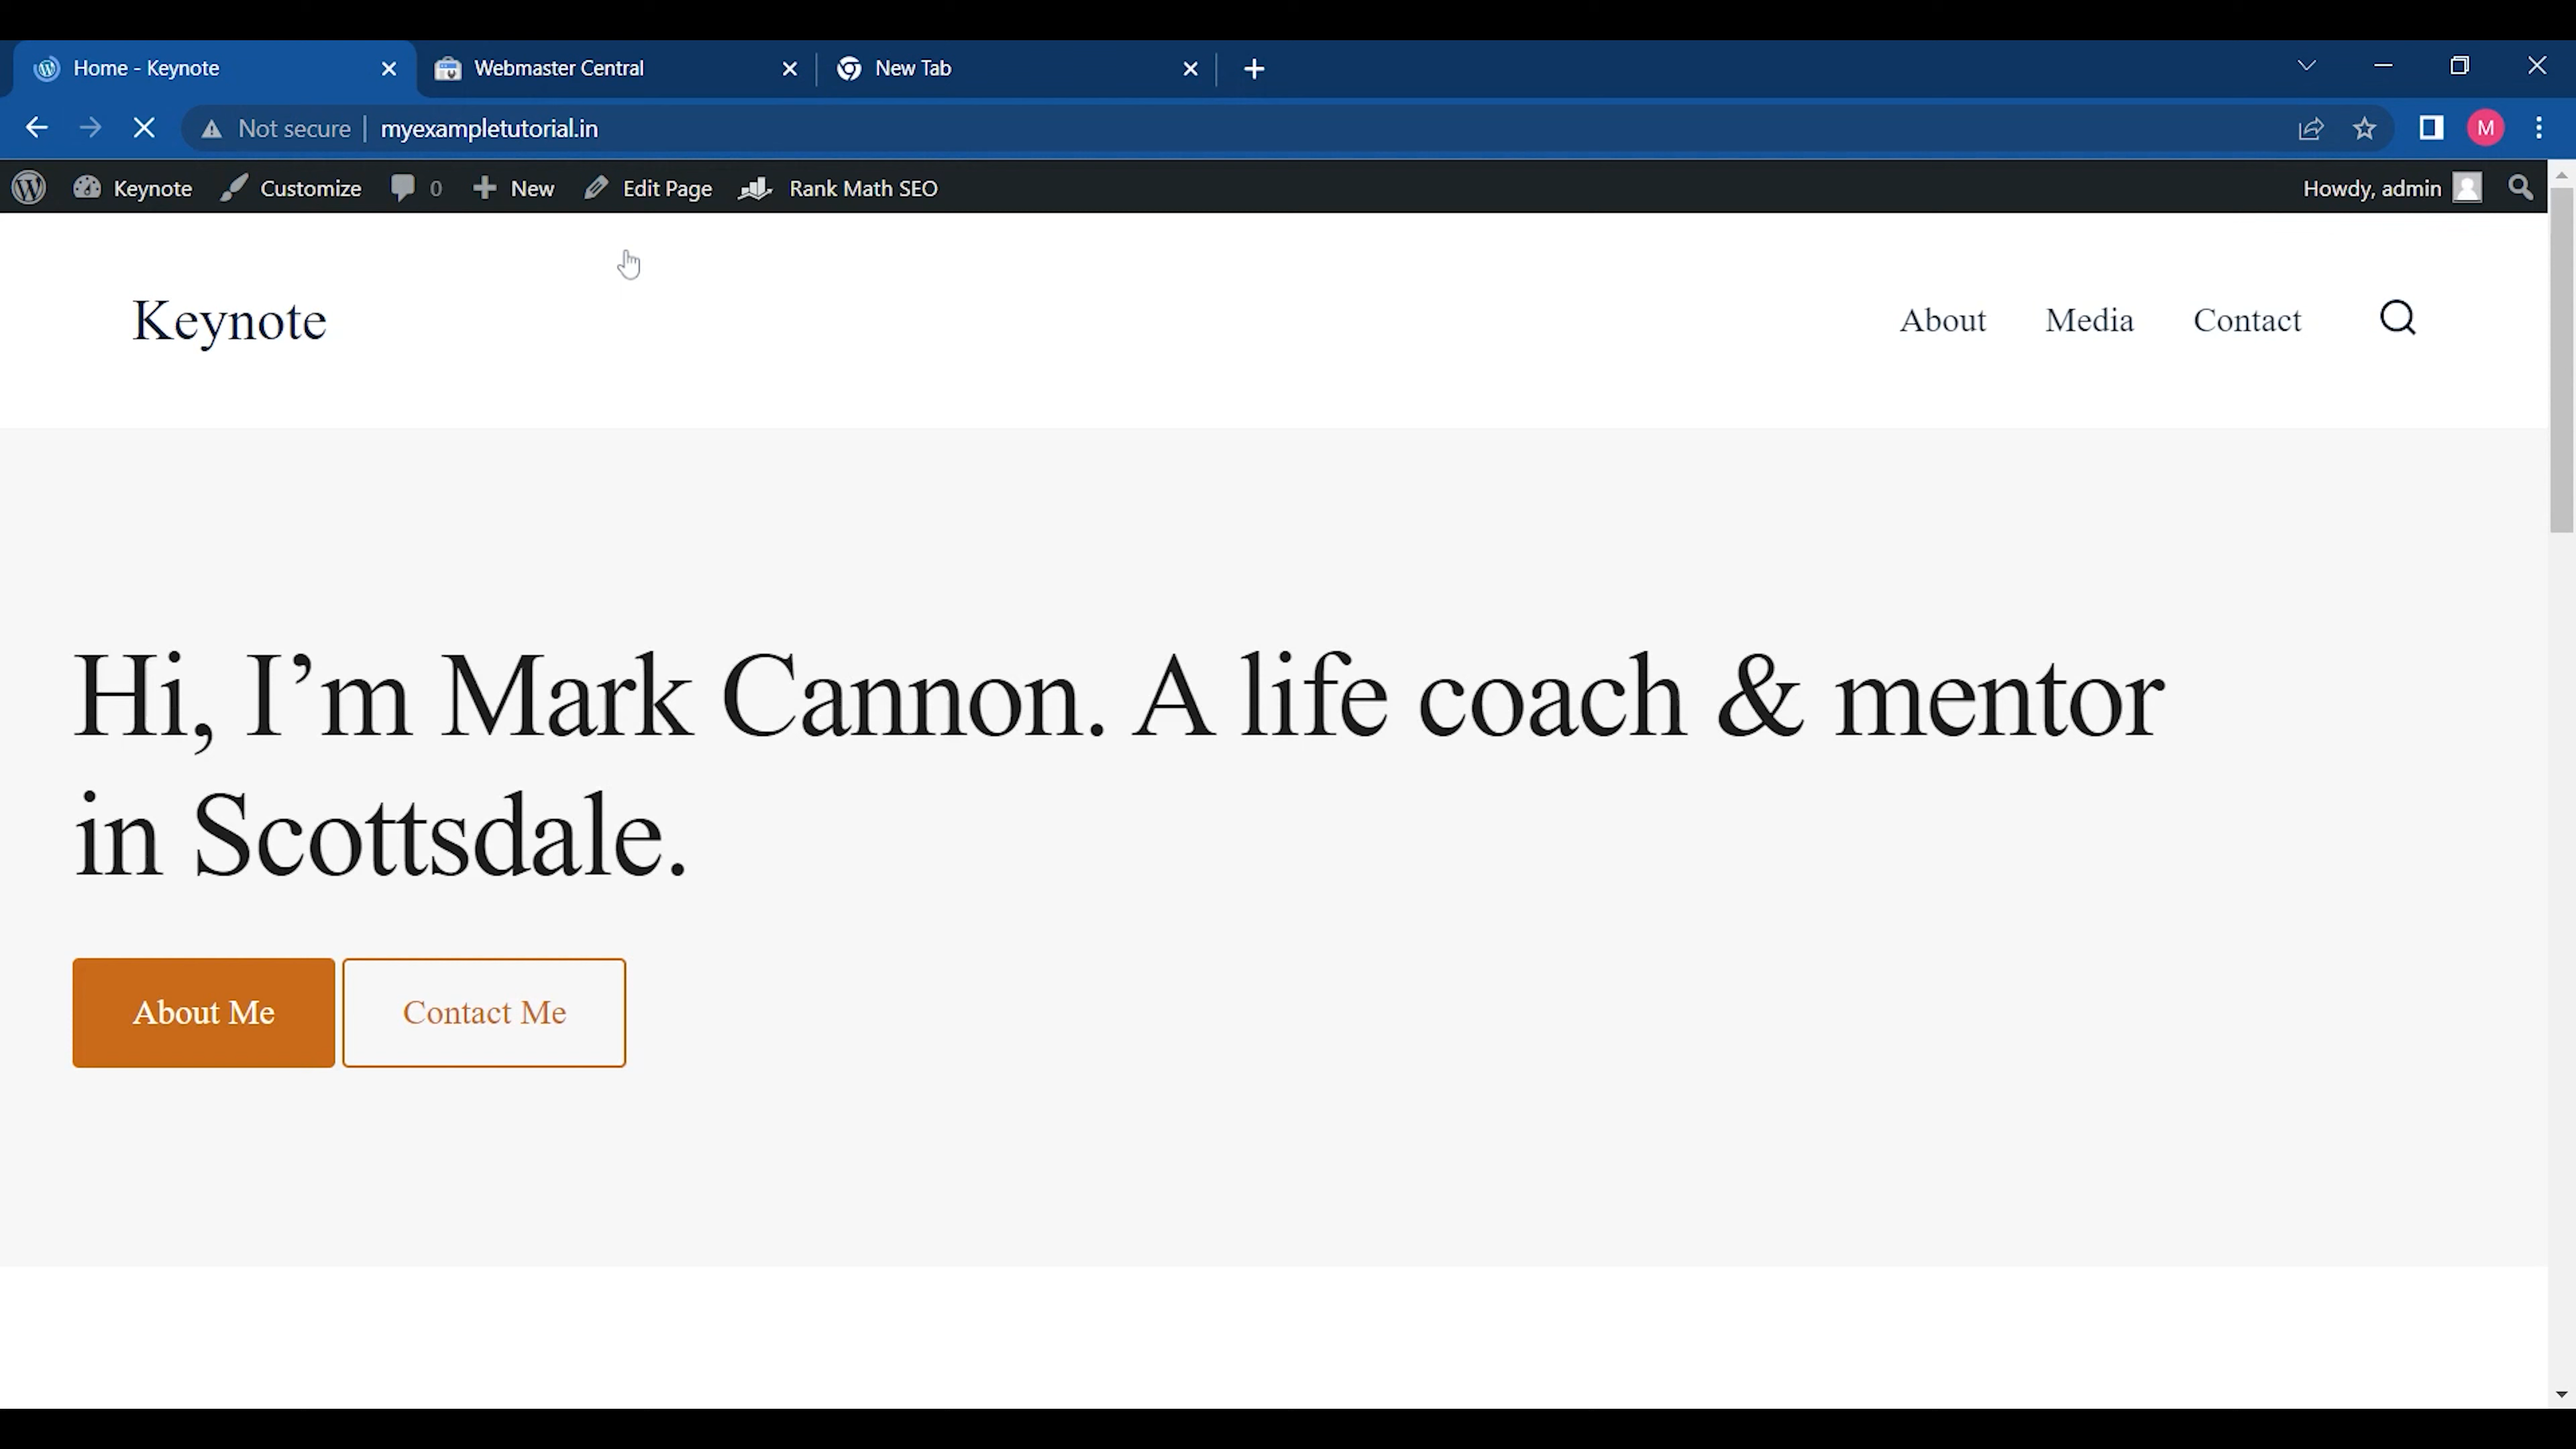 Home - Keynote
Webmaster Central
New Tab
Not secure
myexampletutorial.in
M
Keynote
Customize
0
New
Edit Page
Rank Math SEO
Howdy, admin
Keynote
About
Media
Contact
Hi, I’m Mark Cannon. A life coach & mentor
in Scottsdale.
About Me
Contact Me